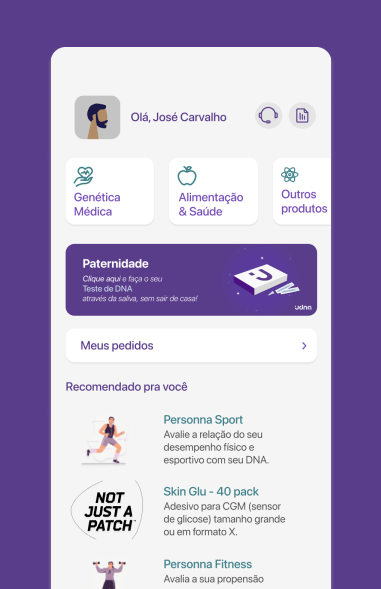 Olá, José Carvalho
Genética
Médica
Alimentação
& Saúde
Outros
produtos
Paternidade
Clique aqui e faça o seu
Teste de DNA
através da saliva, sem sair de casa!
udna
Meus pedidos
Recomendado pra você
Personna Sport
Avalie a relação do seu
desempenho físico e
esportivo com seu DNA.
NOT
JUST A
PATCH
Skin Glu - 40 pack
Adesivo para CGM (sensor
de glicose) tamanho grande
ou em formato X.
Personna Fitness
Avalia a sua propensão